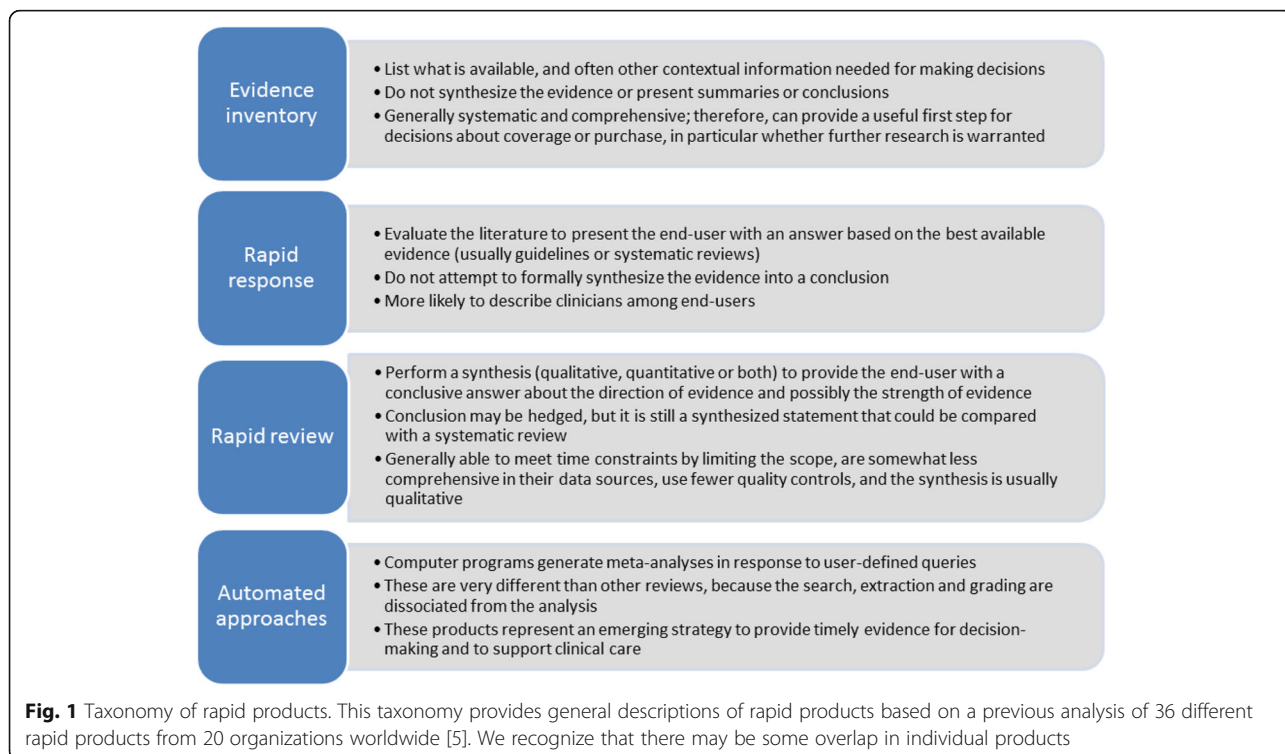 Evidence
inventory
• List what is available, and often other contextual information needed for making decisions
• Do not synthesize the evidence or present summaries or conclusions
• Generally systematic and comprehensive; therefore, can provide a useful first step for
decisions about coverage or purchase, in particular whether further research is warranted
Rapid
response
• Evaluate the literature to present the end-user with an answer based on the best available
evidence (usually guidelines or systematic reviews)
• Do not attempt to formally synthesize the evidence into a conclusion
• More likely to describe clinicians among end-users
Rapid review
• Perform a synthesis (qualitative, quantitative or both) to provide the end-user with a
conclusive answer about the direction of evidence and possibly the strength of evidence
• Conclusion may be hedged, but it is still a synthesized statement that could be compared
with a systematic review
• Generally able to meet time constraints by limiting the scope, are somewhat less
comprehensive in their data sources, use fewer quality controls, and the synthesis is usually
qualitative
Automated
approaches
• Computer programs generate meta-analyses in response to user-defined queries
• These are very different than other reviews, because the search, extraction and grading are
dissociated from the analysis
• These products represent an emerging strategy to provide timely evidence for decision-
making and to support clinical care
Fig. 1 Taxonomy of rapid products. This taxonomy provides general descriptions of rapid products based on a previous analysis of 36 different
rapid products from 20 organizations worldwide [5]. We recognize that there may be some overlap in individual products